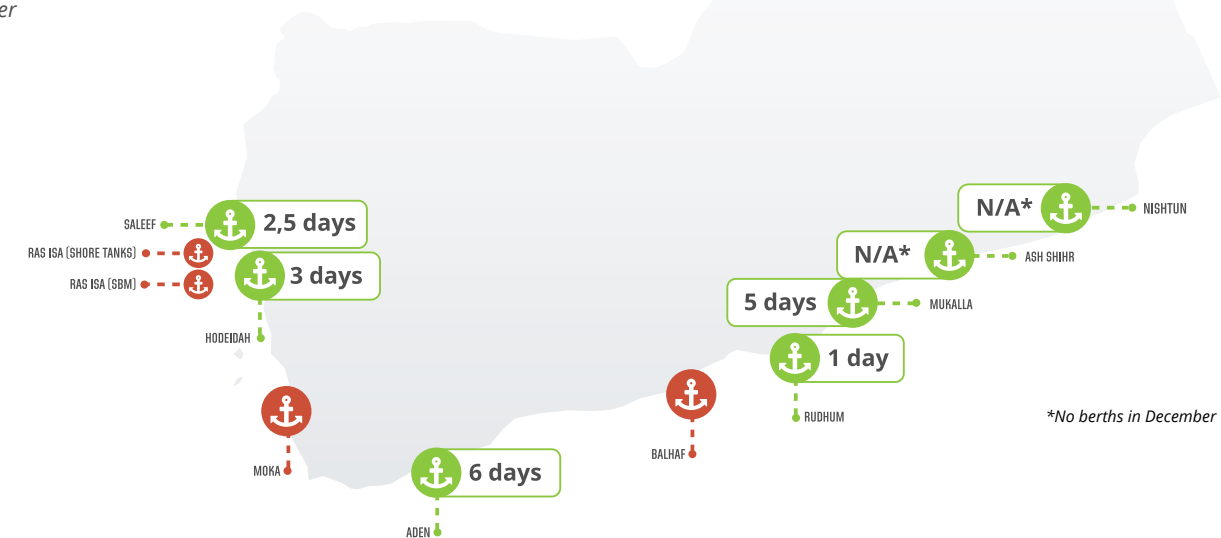 er
SALEEF
2,5 days
RAS ISA (SHORE TANKS)
RAS ISA (SBM)
3 days
HODEIDAH
MOKA
6 days
ADEN
BALHAF
1 day
RUDHUM
5 days
MUKALLA
N/A*
ASH SHIHR
N/A*
NISHTUN
*No berths in December